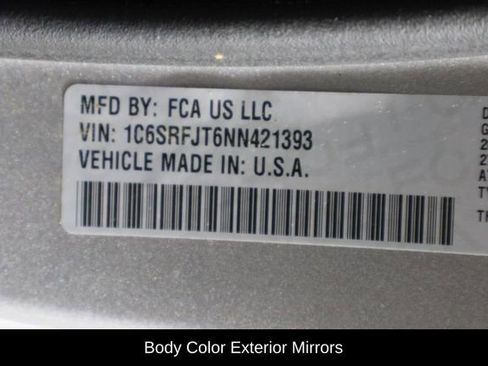 MFD BY: FCA US LLC
VIN: 1C6SRFJT6NN421393
VEHICLE MADE IN: U.S.A.
Body Color Exterior Mirrors